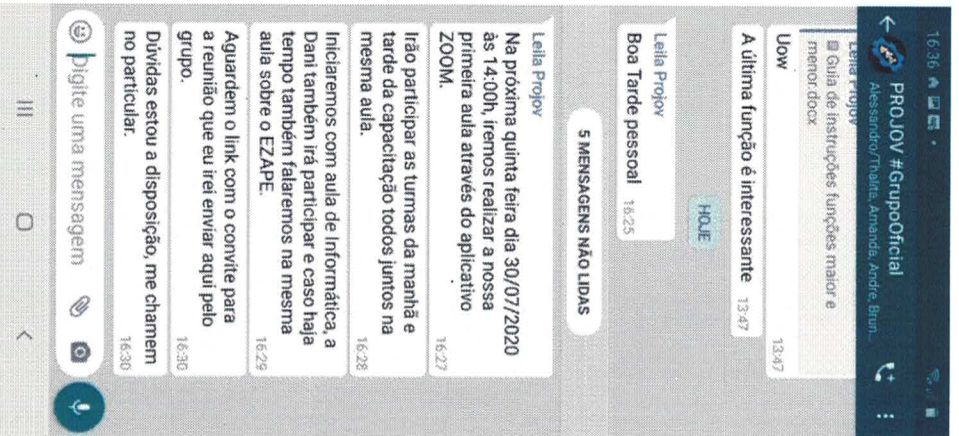 16:36
PROJOV #GrupoOficial
Alessandro/Thalita, Amanda, Andre, Brun...
Leila Projov
Guia de instruções funções maior e
menor.docx
Uow 13:47
A última função é interessante 13:47
HOJE
Leila Projov
Boa Tarde pessoal 16:25
5 MENSAGENS NÃO LIDAS
Leila Projov
Na próxima quinta feira dia 30/07/2020
às 14:00h, iremos realizar a nossa
primeira aula através do aplicativo
ZOOM. 16:27
Irão participar as turmas da manhã e
tarde da capacitação todos juntos na
mesma aula. 16:28
Iniciaremos com aula de Informática, a
Dani também irá participar e caso haja
tempo também falaremos na mesma
aula sobre o EZAPE. 16:29
Aguardem o link com o convite para
a reunião que eu irei enviar aqui pelo
grupo. 16:30
Dúvidas estou a disposição, me chamem
no particular. 16:30
Digite uma mensagem